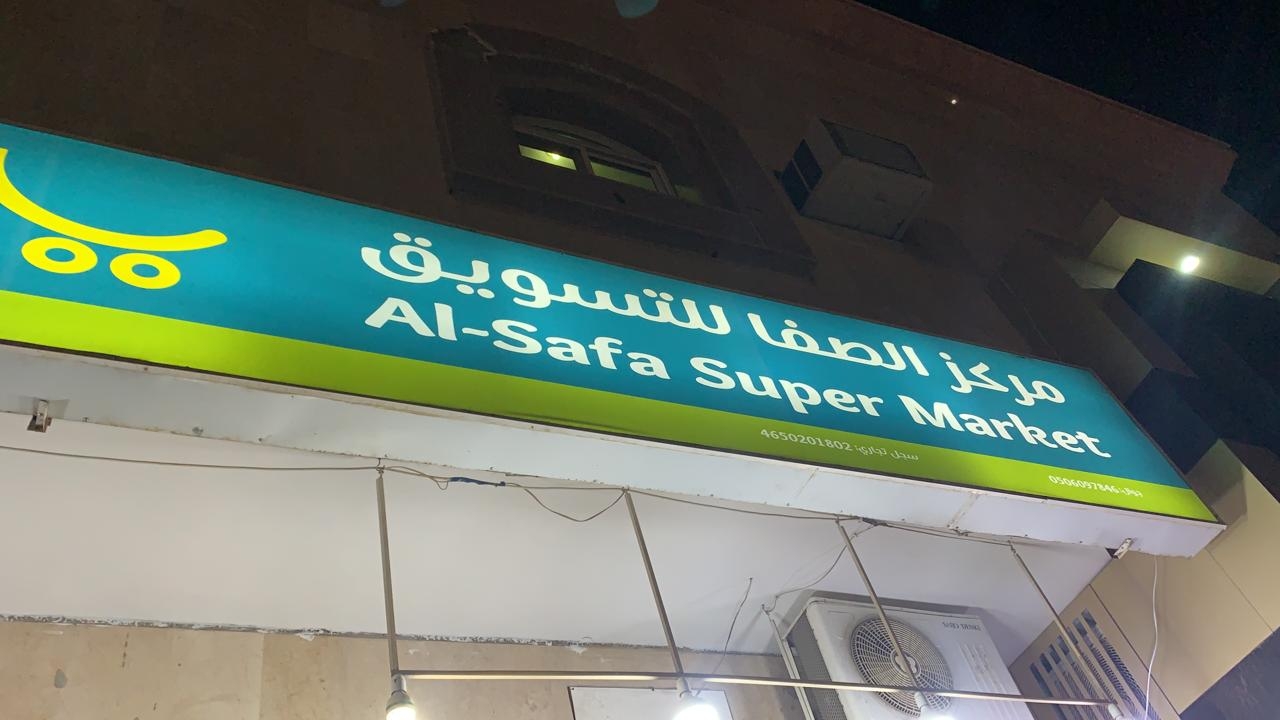 مركز الصفا للتسويق
Al-Safa Super Market
سجل تجاري: 4650201802
جوال: 0506097846